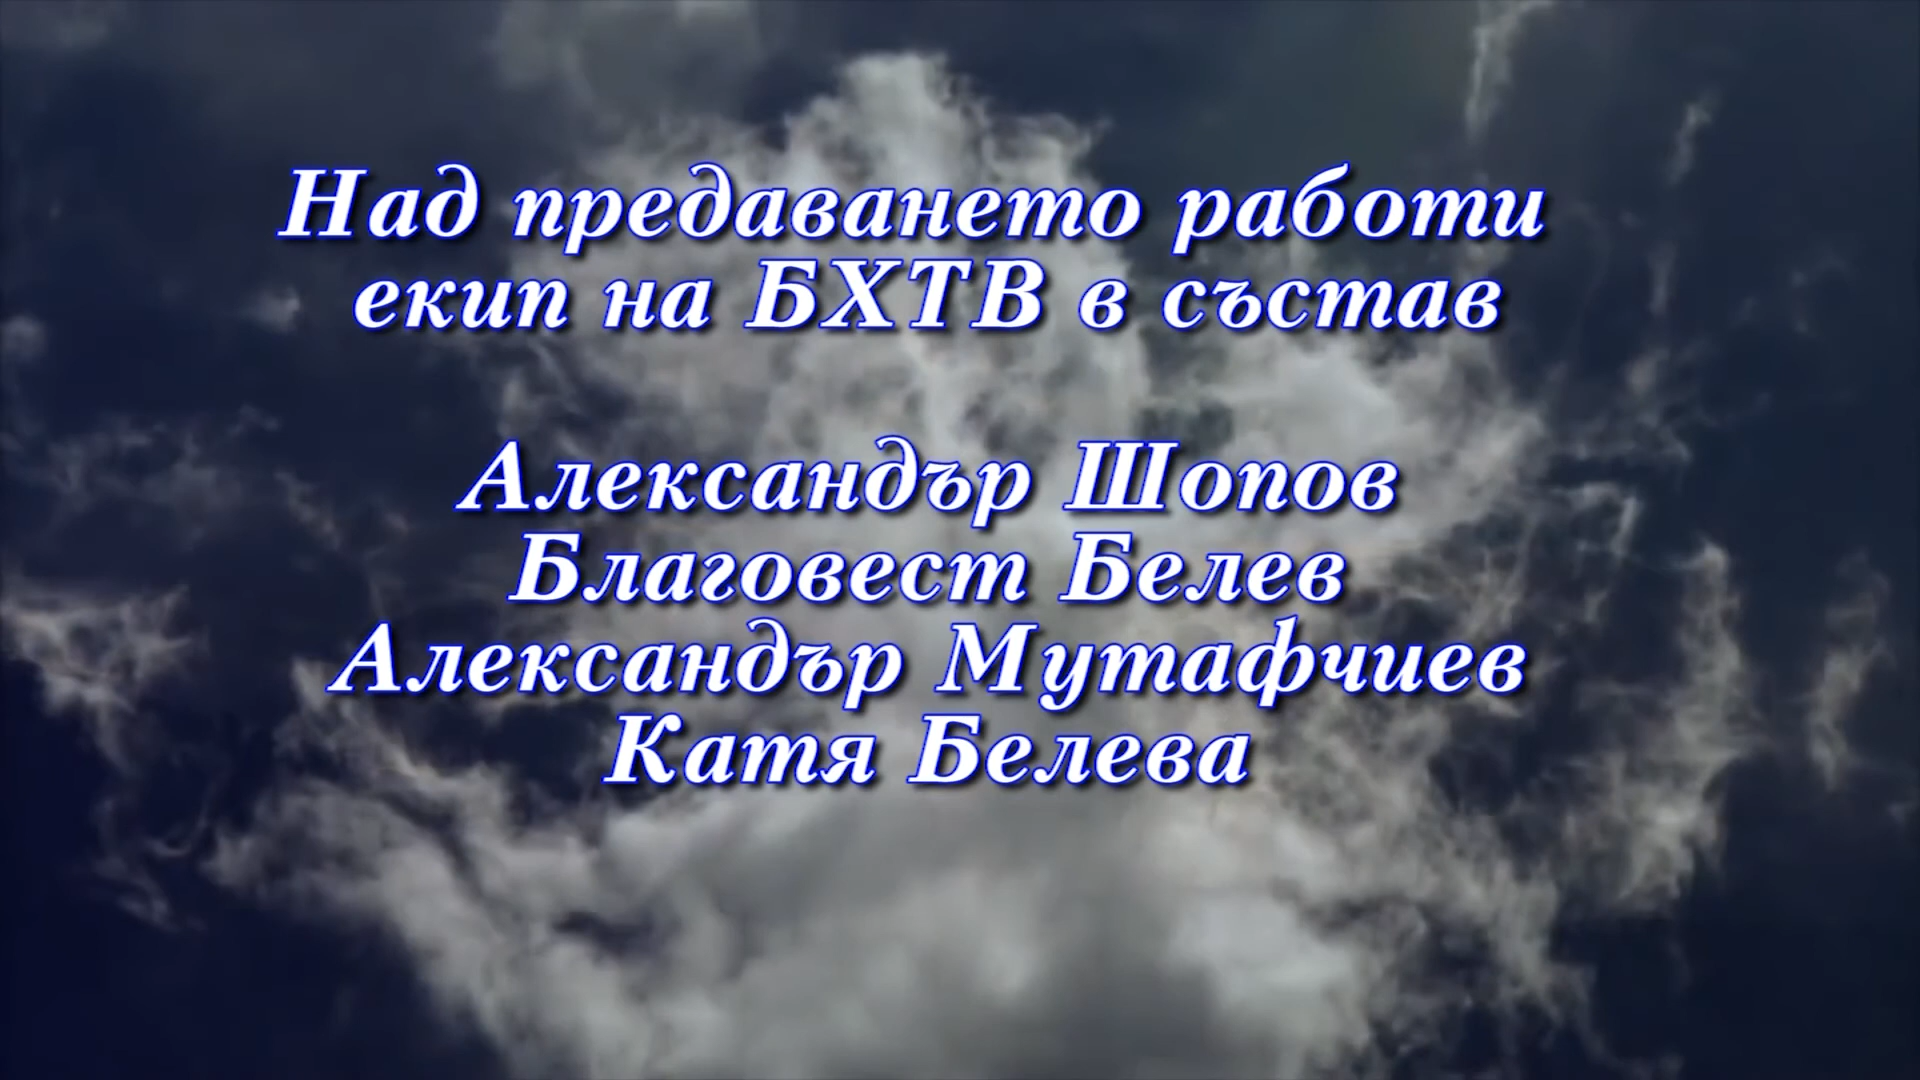 Над предаването работи
екип на БХТВ в състав
Александър Шопов
Благовест Белев
Александър Мутафчиев
Катя Белева